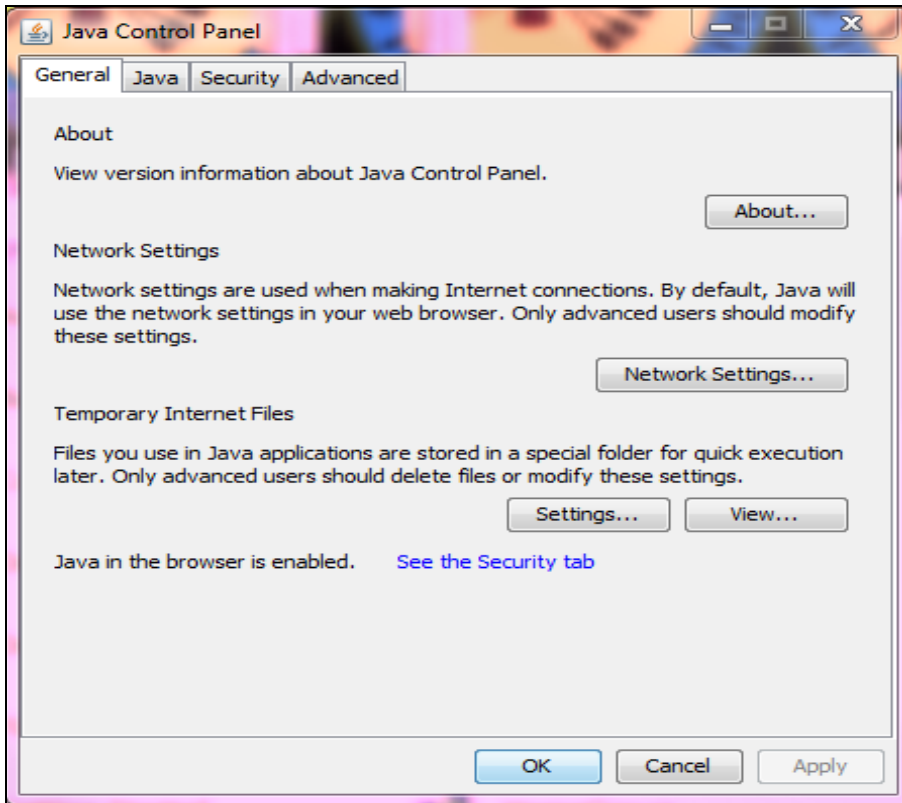 Java Control Panel
General Java Security Advanced
About
View version information about Java Control Panel.
About...
Network Settings
Network settings are used when making Internet connections. By default, Java will
use the network settings in your web browser. Only advanced users should modify
these settings.
Network Settings...
Temporary Internet Files
Files you use in Java applications are stored in a special folder for quick execution
later. Only advanced users should delete files or modify these settings.
Settings... View...
Java in the browser is enabled. See the Security tab
OK Cancel Apply